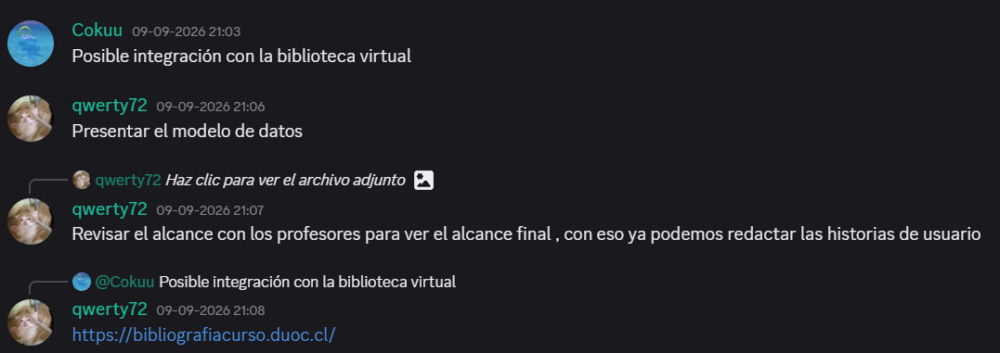 Cokuu 09-09-2026 21:03
Posible integración con la biblioteca virtual
qwerty72 09-09-2026 21:06
Presentar el modelo de datos
qwerty72 Haz clic para ver el archivo adjunto
qwerty72 09-09-2026 21:07
Revisar el alcance con los profesores para ver el alcance final , con eso ya podemos redactar las historias de usuario
@Cokuu Posible integración con la biblioteca virtual
qwerty72 09-09-2026 21:08
https://bibliografiacurso.duoc.cl/